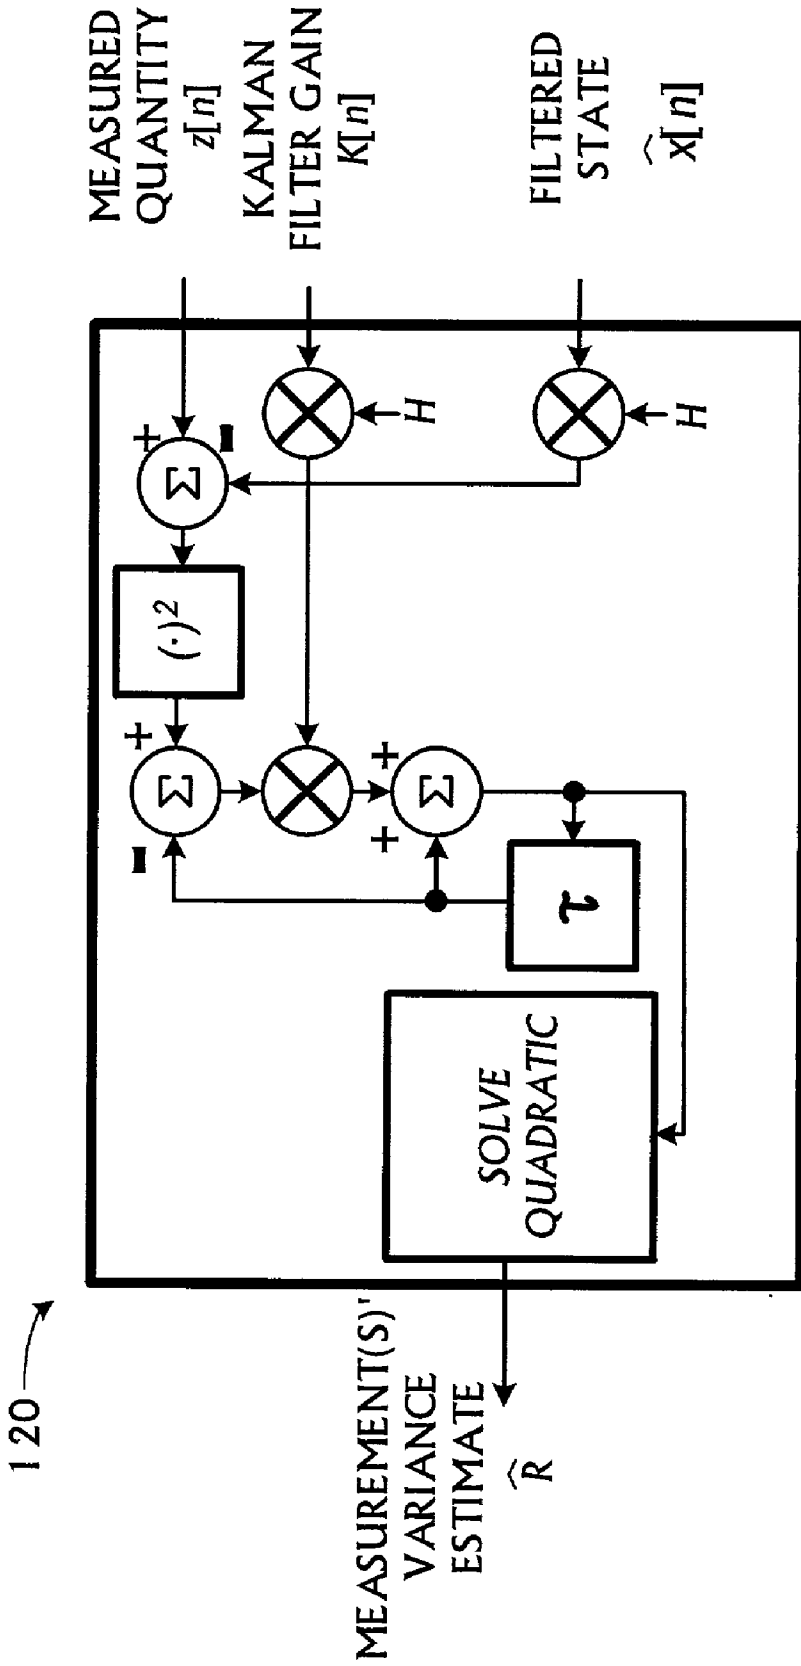 120
MEASURED
QUANTITY
z[n]
KALMAN
FILTER GAIN
K[n]
FILTERED
STATE
x̂[n]
+
−
Σ
H
H
(·)²
+
−
Σ
+
+
Σ
τ
SOLVE
QUADRATIC
MEASUREMENT(S)'
VARIANCE
ESTIMATE
R̂